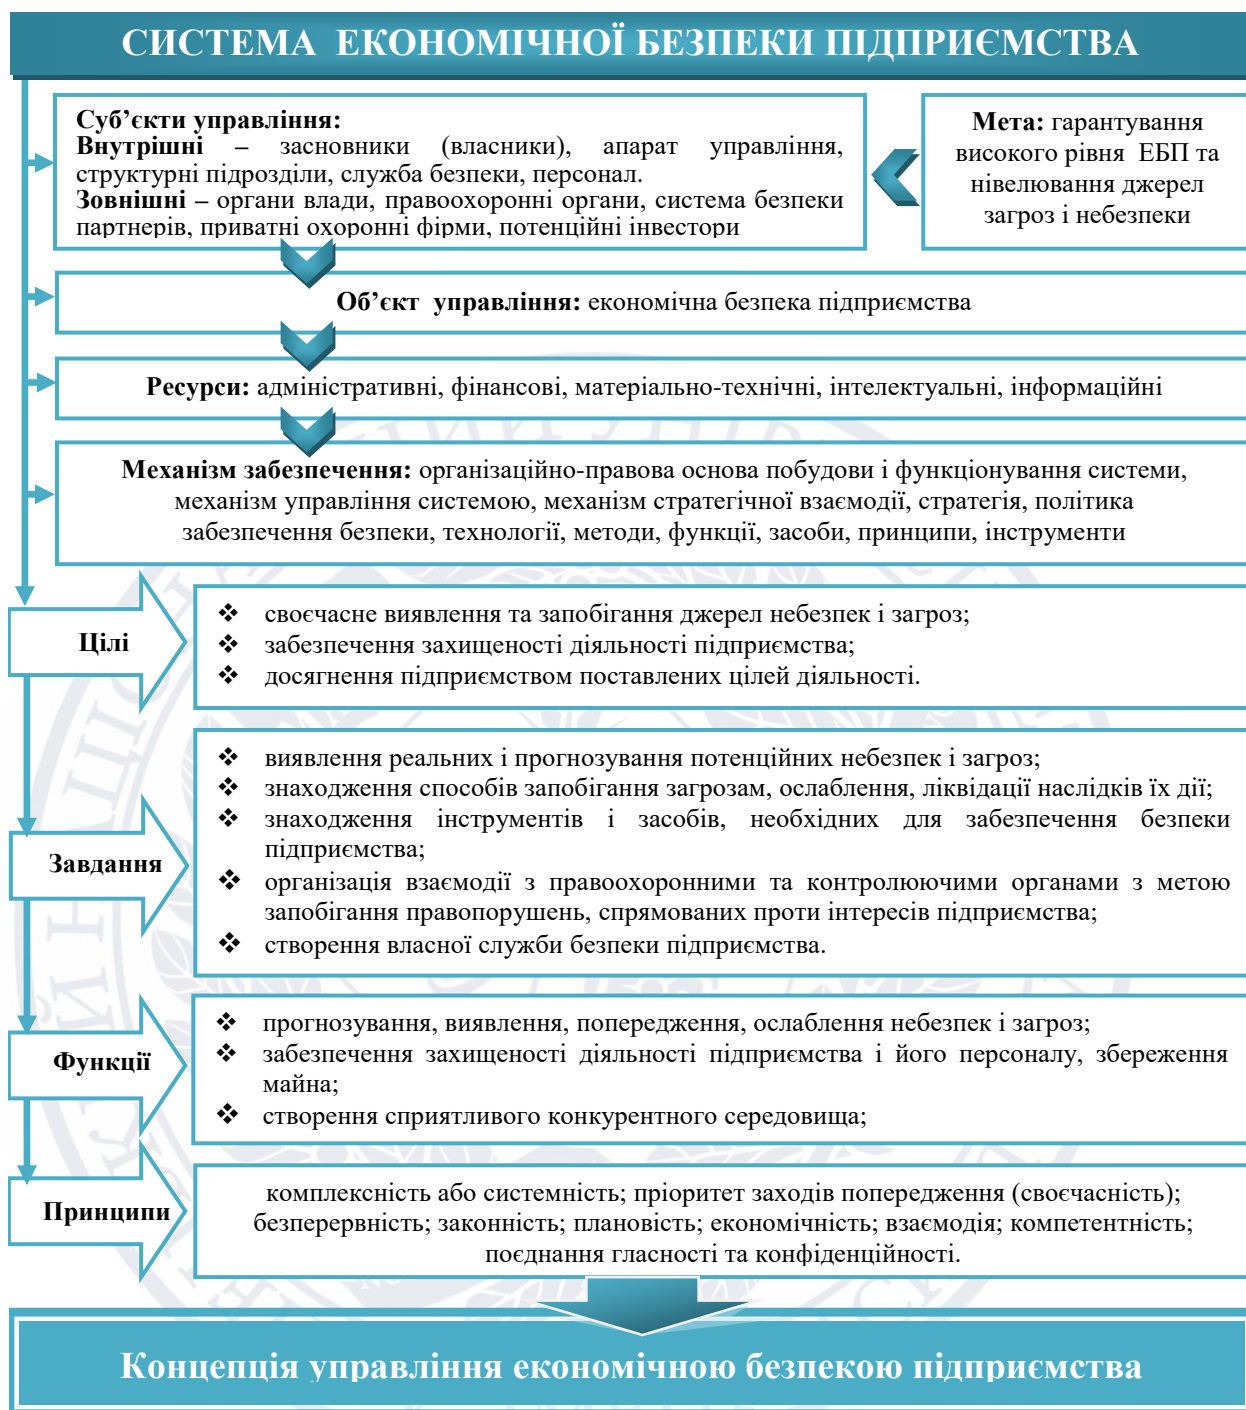 СИСТЕМА ЕКОНОМІЧНОЇ БЕЗПЕКИ ПІДПРИЄМСТВА
Суб’єкти управління:
Внутрішні – засновники (власники), апарат управління,
структурні підрозділи, служба безпеки, персонал.
Зовнішні – органи влади, правоохоронні органи, система безпеки
партнерів, приватні охоронні фірми, потенційні інвестори
Мета: гарантування
високого рівня ЕБП та
нівелювання джерел
загроз і небезпеки
Об’єкт управління: економічна безпека підприємства
Ресурси: адміністративні, фінансові, матеріально-технічні, інтелектуальні, інформаційні
Механізм забезпечення: організаційно-правова основа побудови і функціонування системи,
механізм управління системою, механізм стратегічної взаємодії, стратегія, політика
забезпечення безпеки, технології, методи, функції, засоби, принципи, інструменти
Цілі
❖ своєчасне виявлення та запобігання джерел небезпек і загроз;
❖ забезпечення захищеності діяльності підприємства;
❖ досягнення підприємством поставлених цілей діяльності.
Завдання
❖ виявлення реальних і прогнозування потенційних небезпек і загроз;
❖ знаходження способів запобігання загрозам, ослаблення, ліквідації наслідків їх дії;
❖ знаходження інструментів і засобів, необхідних для забезпечення безпеки
підприємства;
❖ організація взаємодії з правоохоронними та контролюючими органами з метою
запобігання правопорушень, спрямованих проти інтересів підприємства;
❖ створення власної служби безпеки підприємства.
Функції
❖ прогнозування, виявлення, попередження, ослаблення небезпек і загроз;
❖ забезпечення захищеності діяльності підприємства і його персоналу, збереження
майна;
❖ створення сприятливого конкурентного середовища;
Принципи
комплексність або системність; пріоритет заходів попередження (своєчасність);
безперервність; законність; плановість; економічність; взаємодія; компетентність;
поєднання гласності та конфіденційності.
Концепція управління економічною безпекою підприємства